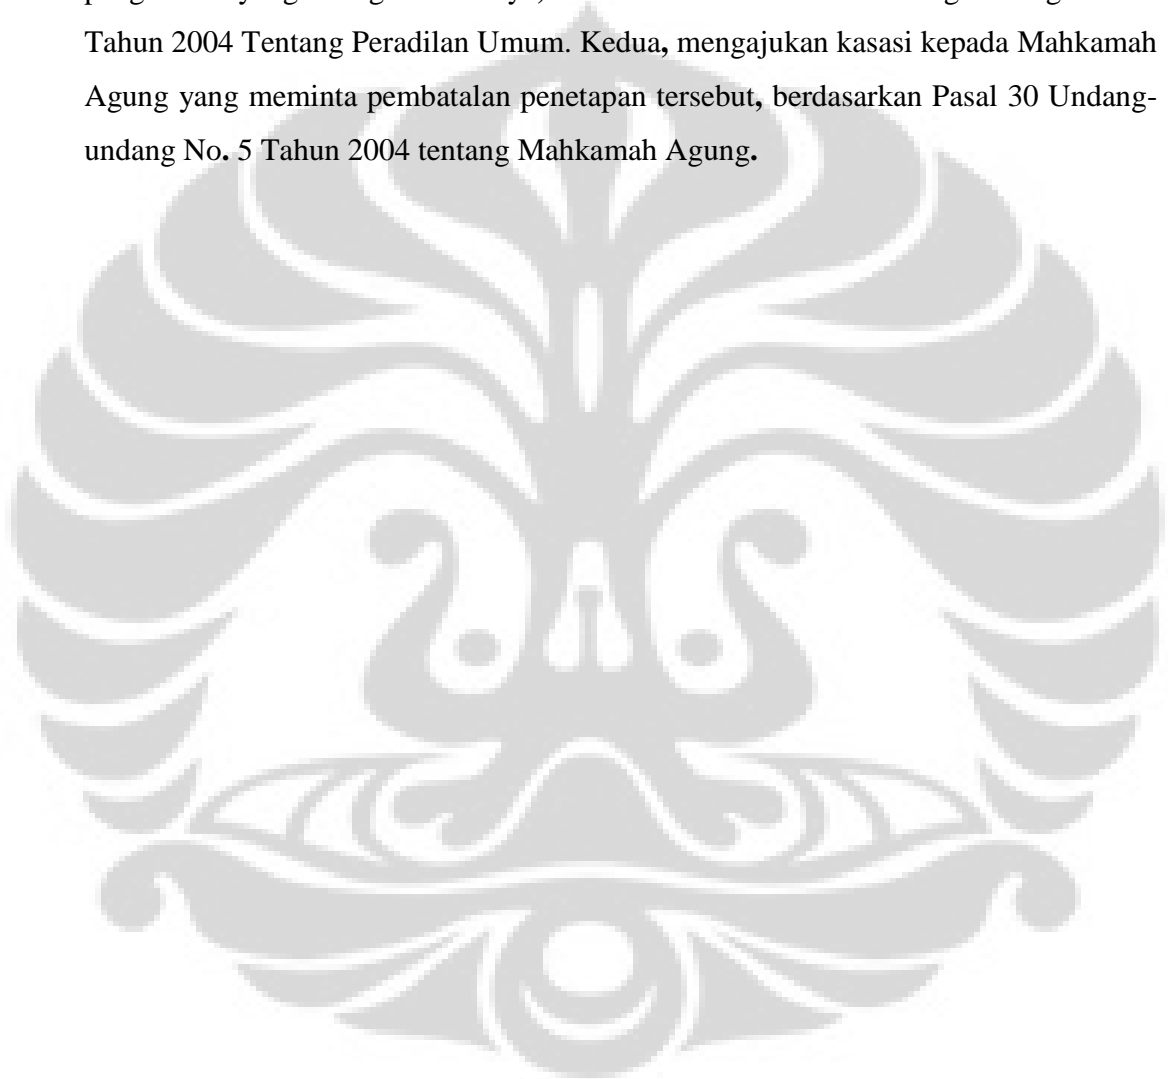 Tahun 2004 Tentang Peradilan Umum. Kedua, mengajukan kasasi kepada Mahkamah
Agung yang meminta pembatalan penetapan tersebut, berdasarkan Pasal 30 Undang-
undang No. 5 Tahun 2004 tentang Mahkamah Agung.